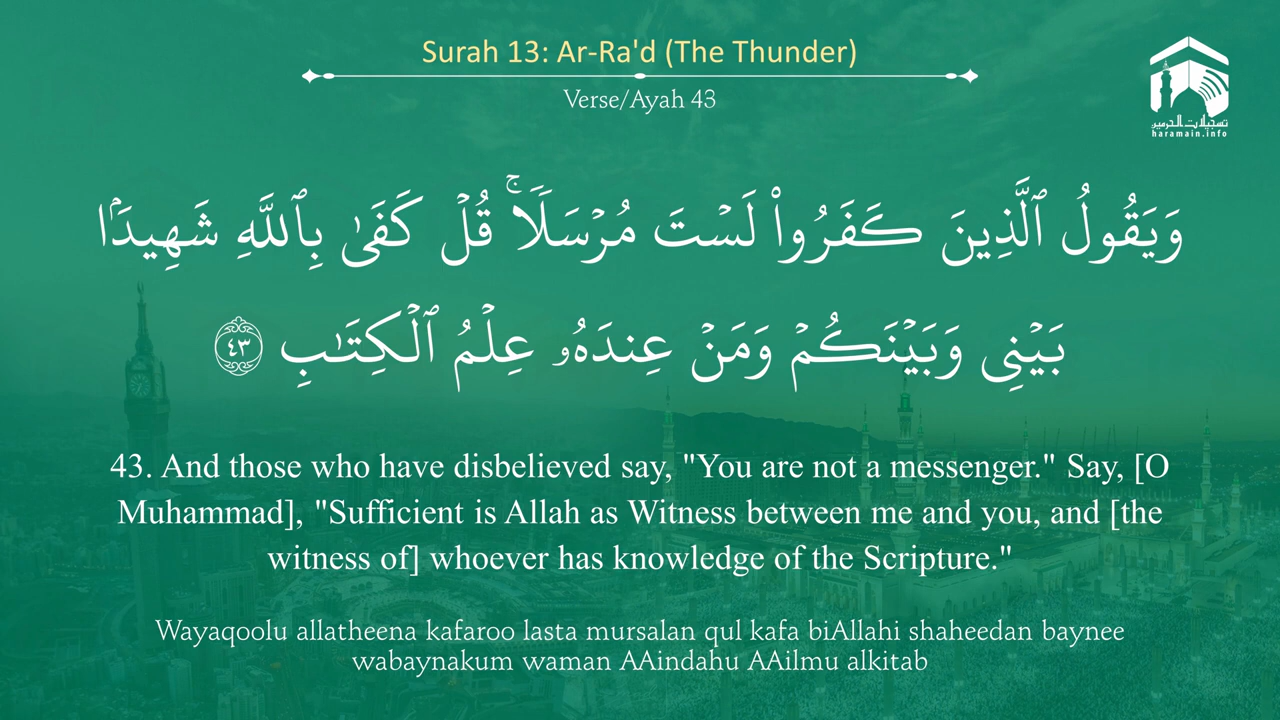 Surah 13: Ar-Ra'd (The Thunder)
Verse/Ayah 43
تسجيلات الحرمين
haramain.info
وَيَقُولُ ٱلَّذِينَ كَفَرُوا۟ لَسْتَ مُرْسَلًا ۚ قُلْ كَفَىٰ بِٱللَّهِ شَهِيدًۢا
بَيْنِى وَبَيْنَكُمْ وَمَنْ عِندَهُۥ عِلْمُ ٱلْكِتَـٰبِ ٤٣
43. And those who have disbelieved say, "You are not a messenger." Say, [O
Muhammad], "Sufficient is Allah as Witness between me and you, and [the
witness of] whoever has knowledge of the Scripture."
Wayaqoolu allatheena kafaroo lasta mursalan qul kafa biAllahi shaheedan baynee
wabaynakum waman AAindahu AAilmu alkitab